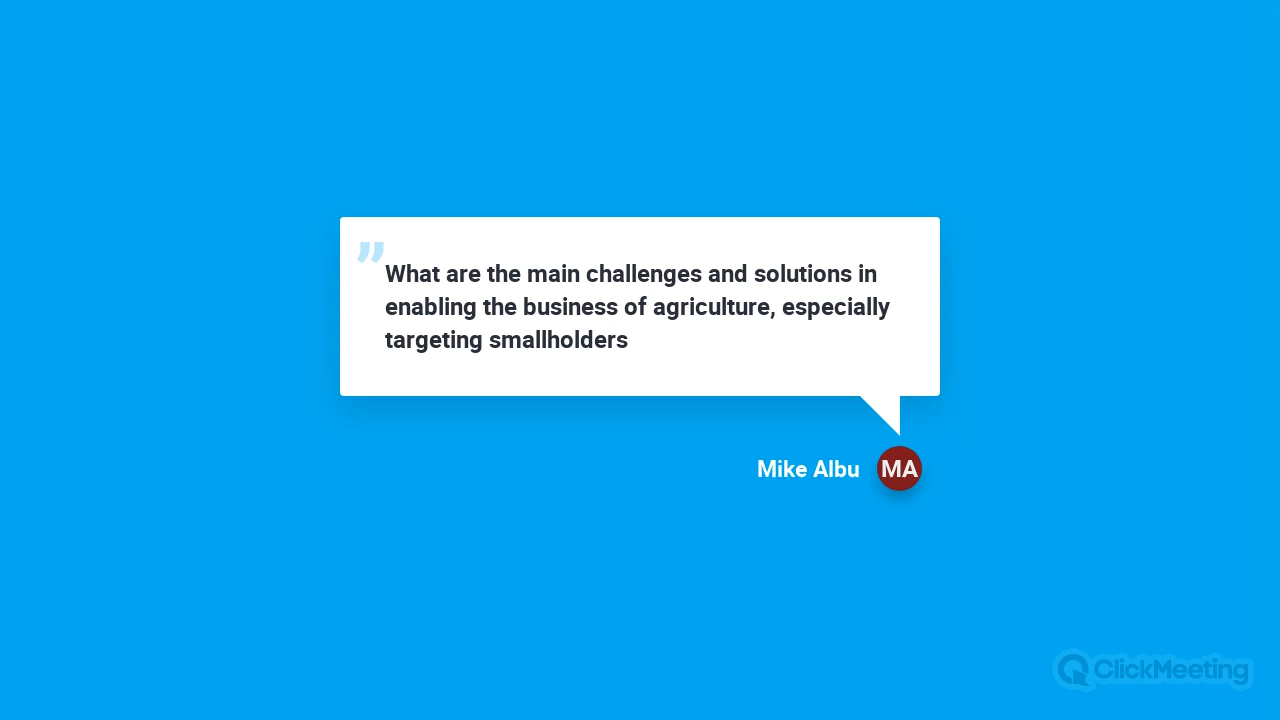 ”
What are the main challenges and solutions in
enabling the business of agriculture, especially
targeting smallholders
Mike Albu MA
ClickMeeting